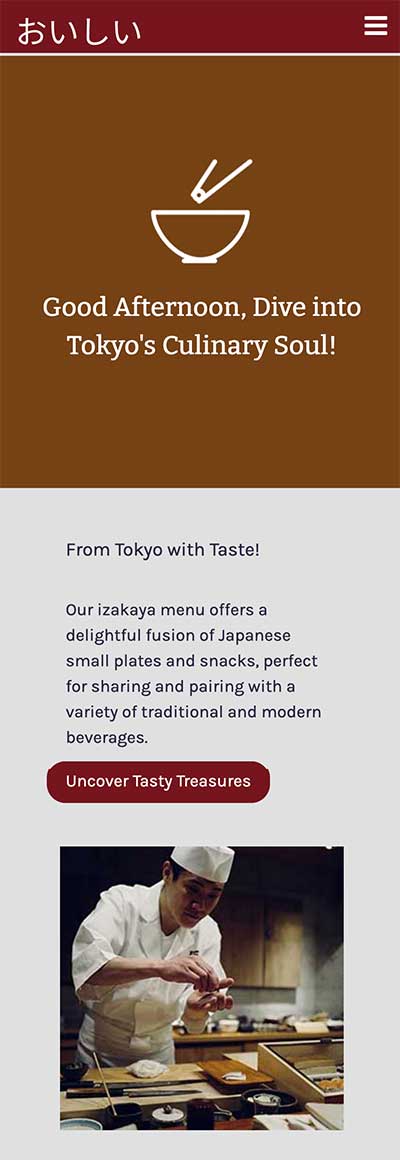 おいしい
Good Afternoon, Dive into
Tokyo's Culinary Soul!
From Tokyo with Taste!
Our izakaya menu offers a
delightful fusion of Japanese
small plates and snacks, perfect
for sharing and pairing with a
variety of traditional and modern
beverages.
Uncover Tasty Treasures